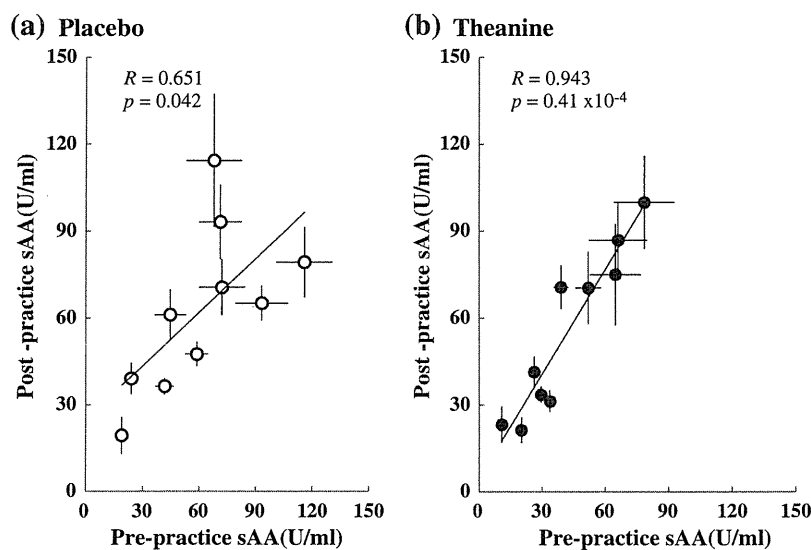 (a) Placebo
R = 0.651
p = 0.042
150
120
90
60
30
0
Post -practice sAA(U/ml)
0 30 60 90 120 150
Pre-practice sAA(U/ml)
(b) Theanine
R = 0.943
p = 0.41 x10-4
150
120
90
60
30
0
Post -practice sAA(U/ml)
0 30 60 90 120 150
Pre-practice sAA(U/ml)